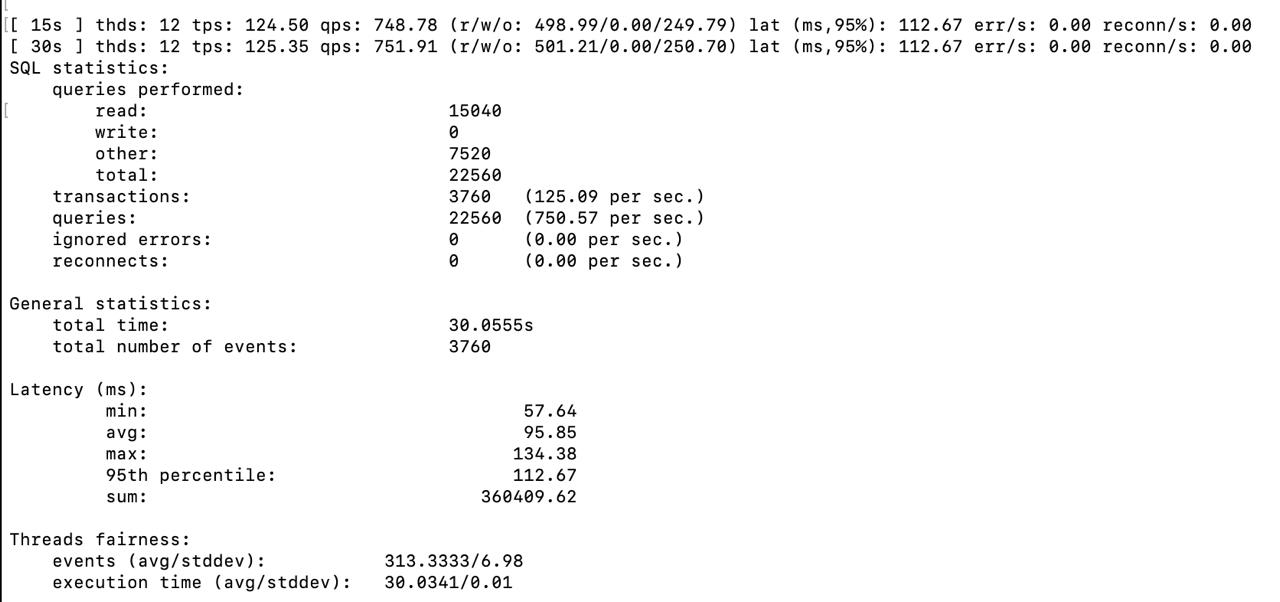 [
[[ 15s ] thds: 12 tps: 124.50 qps: 748.78 (r/w/o: 498.99/0.00/249.79) lat (ms,95%): 112.67 err/s: 0.00 reconn/s: 0.00
[ 30s ] thds: 12 tps: 125.35 qps: 751.91 (r/w/o: 501.21/0.00/250.70) lat (ms,95%): 112.67 err/s: 0.00 reconn/s: 0.00
SQL statistics:
    queries performed:
[       read:                            15040
        write:                           0
        other:                           7520
        total:                           22560
    transactions:                        3760   (125.09 per sec.)
    queries:                             22560  (750.57 per sec.)
    ignored errors:                      0      (0.00 per sec.)
    reconnects:                          0      (0.00 per sec.)

General statistics:
    total time:                          30.0555s
    total number of events:              3760

Latency (ms):
         min:                                   57.64
         avg:                                   95.85
         max:                                  134.38
         95th percentile:                      112.67
         sum:                               360409.62

Threads fairness:
    events (avg/stddev):           313.3333/6.98
    execution time (avg/stddev):   30.0341/0.01